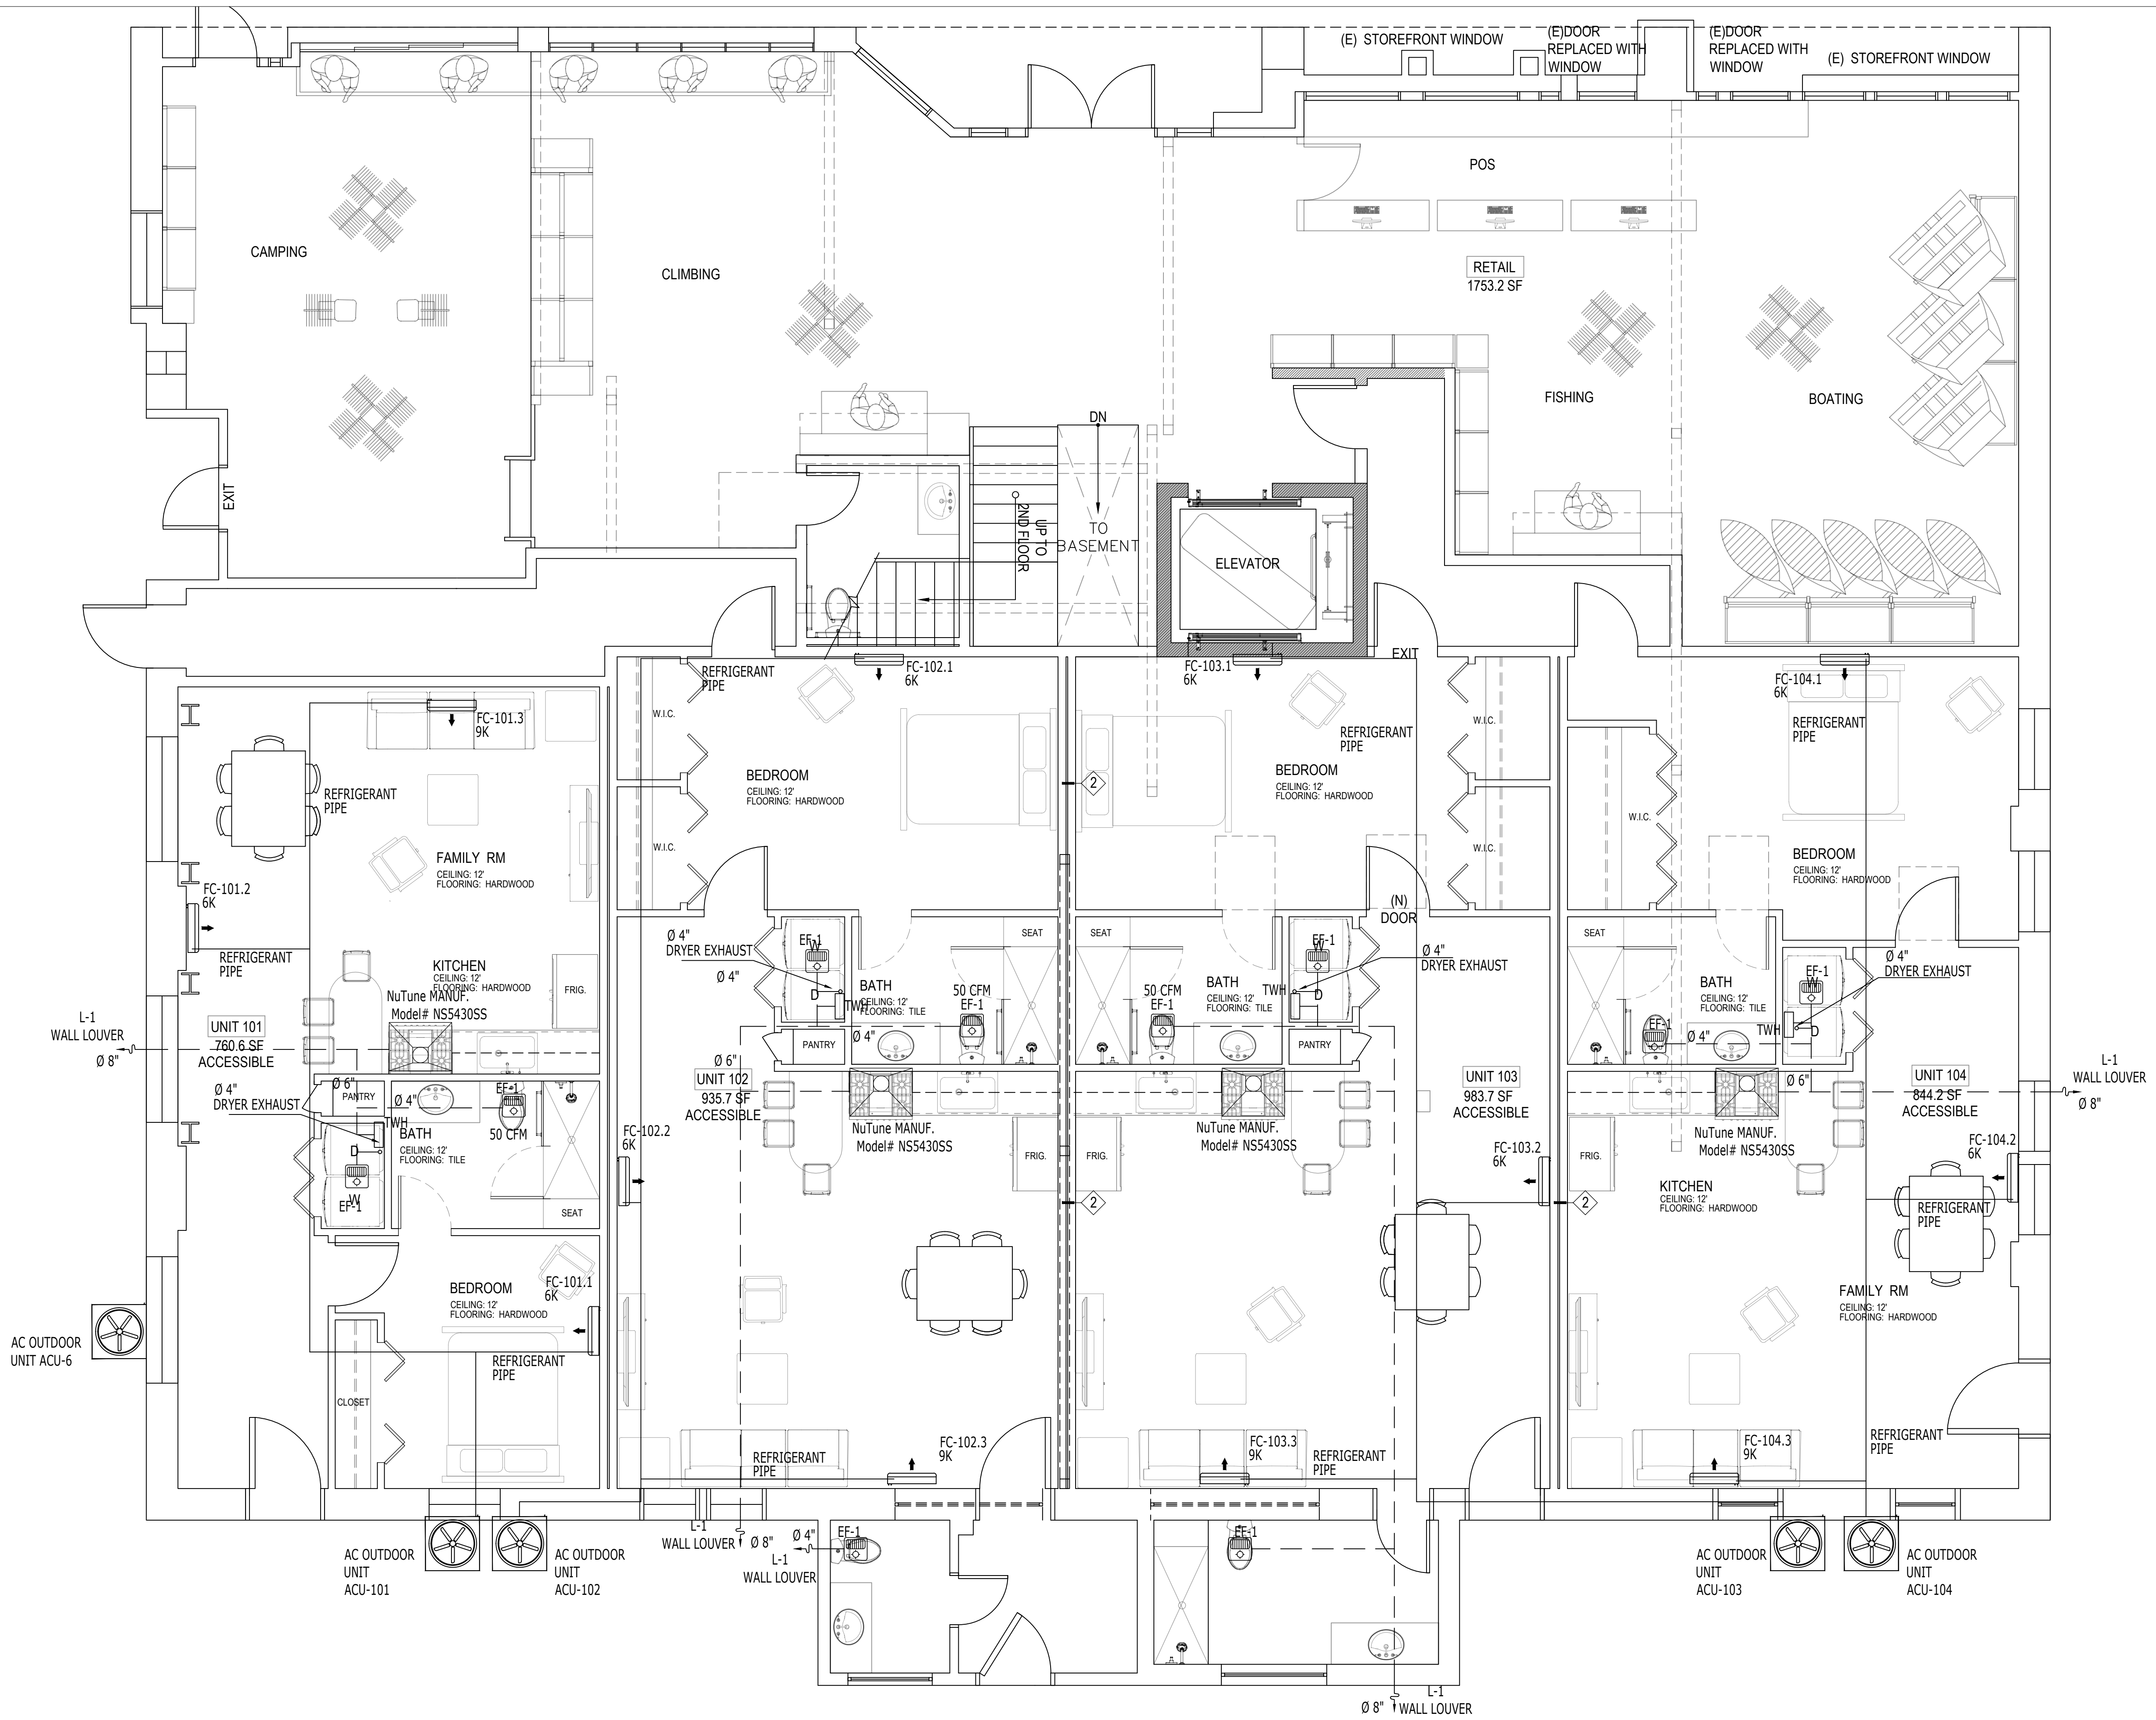 (E) STOREFRONT WINDOW
(E)DOOR
REPLACED WITH
WINDOW
(E)DOOR
REPLACED WITH
WINDOW
(E) STOREFRONT WINDOW
POS
CAMPING
CLIMBING
RETAIL
1753.2 SF
FISHING
BOATING
EXIT
DN
UP TO
2ND FLOOR
TO
BASEMENT
ELEVATOR
EXIT
REFRIGERANT
PIPE
FC-102.1
6K
FC-103.1
6K
FC-104.1
6K
FC-101.3
9K
W.I.C.
W.I.C.
REFRIGERANT
PIPE
REFRIGERANT
PIPE
BEDROOM
CEILING: 12'
FLOORING: HARDWOOD
2
BEDROOM
CEILING: 12'
FLOORING: HARDWOOD
REFRIGERANT
PIPE
W.I.C.
W.I.C.
W.I.C.
FAMILY RM
CEILING: 12'
FLOORING: HARDWOOD
BEDROOM
CEILING: 12'
FLOORING: HARDWOOD
FC-101.2
6K
(N)
DOOR
REFRIGERANT
PIPE
KITCHEN
CEILING: 12'
FLOORING: HARDWOOD
FRIG.
NuTune MANUF.
Model# NS5430SS
Ø 4"
DRYER EXHAUST
Ø 4"
EF-1
W
D
TWH
SEAT
BATH
CEILING: 12'
FLOORING: TILE
50 CFM
EF-1
SEAT
50 CFM
EF-1
BATH
CEILING: 12'
FLOORING: TILE
EF-1
W
TWH
D
Ø 4"
DRYER EXHAUST
SEAT
BATH
CEILING: 12'
FLOORING: TILE
EF-1
W
TWH
D
Ø 4"
DRYER EXHAUST
EF-1
Ø 4"
L-1
WALL LOUVER
Ø 8"
UNIT 101
760.6 SF
ACCESSIBLE
PANTRY
Ø 4"
PANTRY
Ø 6"
UNIT 102
935.7 SF
ACCESSIBLE
UNIT 103
983.7 SF
ACCESSIBLE
Ø 6"
UNIT 104
844.2 SF
ACCESSIBLE
L-1
WALL LOUVER
Ø 8"
Ø 4"
DRYER EXHAUST
Ø 6"
PANTRY
Ø 4"
EF-1
TWH
50 CFM
BATH
CEILING: 12'
FLOORING: TILE
D
W
EF-1
SEAT
FC-102.2
6K
NuTune MANUF.
Model# NS5430SS
FRIG.
FRIG.
NuTune MANUF.
Model# NS5430SS
FC-103.2
6K
FRIG.
NuTune MANUF.
Model# NS5430SS
FC-104.2
6K
KITCHEN
CEILING: 12'
FLOORING: HARDWOOD
2
2
REFRIGERANT
PIPE
BEDROOM
CEILING: 12'
FLOORING: HARDWOOD
FC-101.1
6K
FAMILY RM
CEILING: 12'
FLOORING: HARDWOOD
AC OUTDOOR
UNIT ACU-6
REFRIGERANT
PIPE
CLOSET
FC-102.3
9K
REFRIGERANT
PIPE
FC-103.3
9K
REFRIGERANT
PIPE
FC-104.3
9K
REFRIGERANT
PIPE
L-1
WALL LOUVER
Ø 8"
Ø 4"
EF-1
L-1
WALL LOUVER
EF-1
AC OUTDOOR
UNIT
ACU-101
AC OUTDOOR
UNIT
ACU-102
AC OUTDOOR
UNIT
ACU-103
AC OUTDOOR
UNIT
ACU-104
L-1
Ø 8"
WALL LOUVER